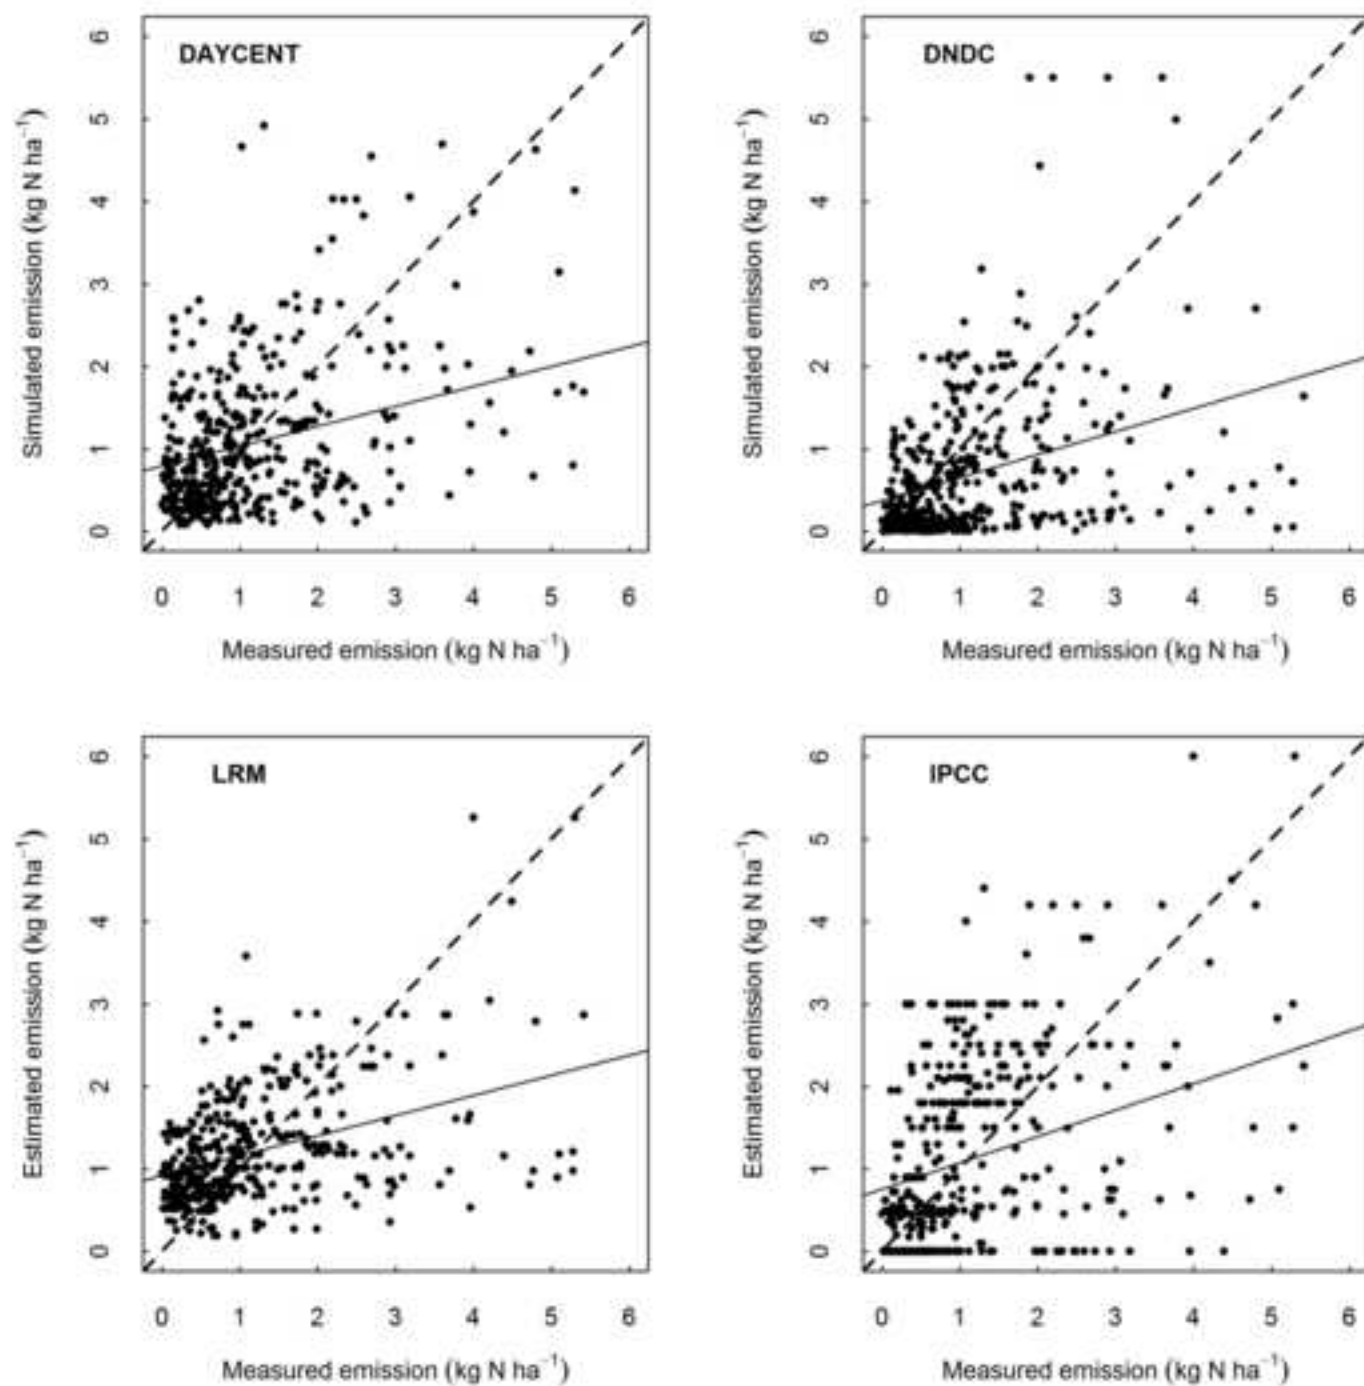 DAYCENT
6
5
4
3
2
1
0
Simulated emission (kg N ha⁻¹)
0 1 2 3 4 5 6
Measured emission (kg N ha⁻¹)
DNDC
6
5
4
3
2
1
0
Simulated emission (kg N ha⁻¹)
0 1 2 3 4 5 6
Measured emission (kg N ha⁻¹)
LRM
6
5
4
3
2
1
0
Estimated emission (kg N ha⁻¹)
0 1 2 3 4 5 6
Measured emission (kg N ha⁻¹)
IPCC
6
5
4
3
2
1
0
Estimated emission (kg N ha⁻¹)
0 1 2 3 4 5 6
Measured emission (kg N ha⁻¹)